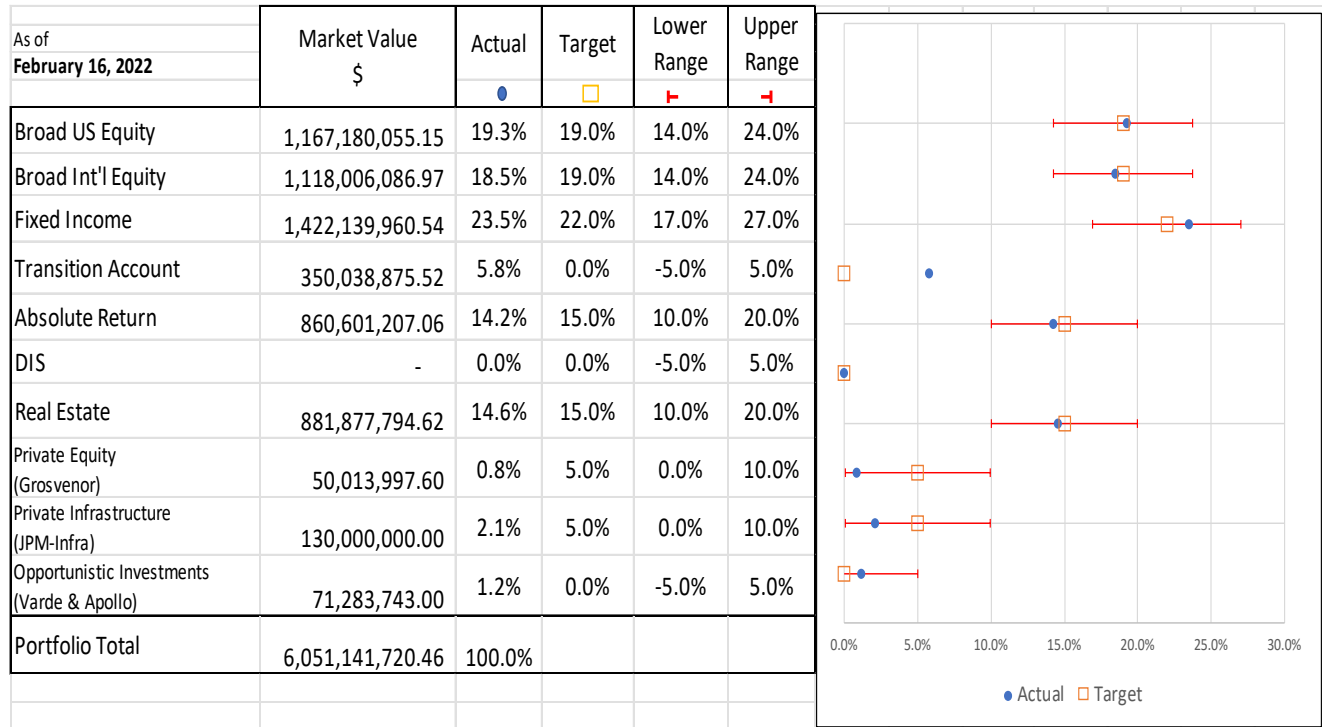 As of
February 16, 2022
Market Value
$
Actual
Target
Lower
Range
Upper
Range
Broad US Equity 1,167,180,055.15 19.3% 19.0% 14.0% 24.0%
Broad Int'l Equity 1,118,006,086.97 18.5% 19.0% 14.0% 24.0%
Fixed Income 1,422,139,960.54 23.5% 22.0% 17.0% 27.0%
Transition Account 350,038,875.52 5.8% 0.0% -5.0% 5.0%
Absolute Return 860,601,207.06 14.2% 15.0% 10.0% 20.0%
DIS - 0.0% 0.0% -5.0% 5.0%
Real Estate 881,877,794.62 14.6% 15.0% 10.0% 20.0%
Private Equity
(Grosvenor) 50,013,997.60 0.8% 5.0% 0.0% 10.0%
Private Infrastructure
(JPM-Infra) 130,000,000.00 2.1% 5.0% 0.0% 10.0%
Opportunistic Investments
(Varde & Apollo) 71,283,743.00 1.2% 0.0% -5.0% 5.0%
Portfolio Total 6,051,141,720.46 100.0%
0.0% 5.0% 10.0% 15.0% 20.0% 25.0% 30.0%
Actual Target